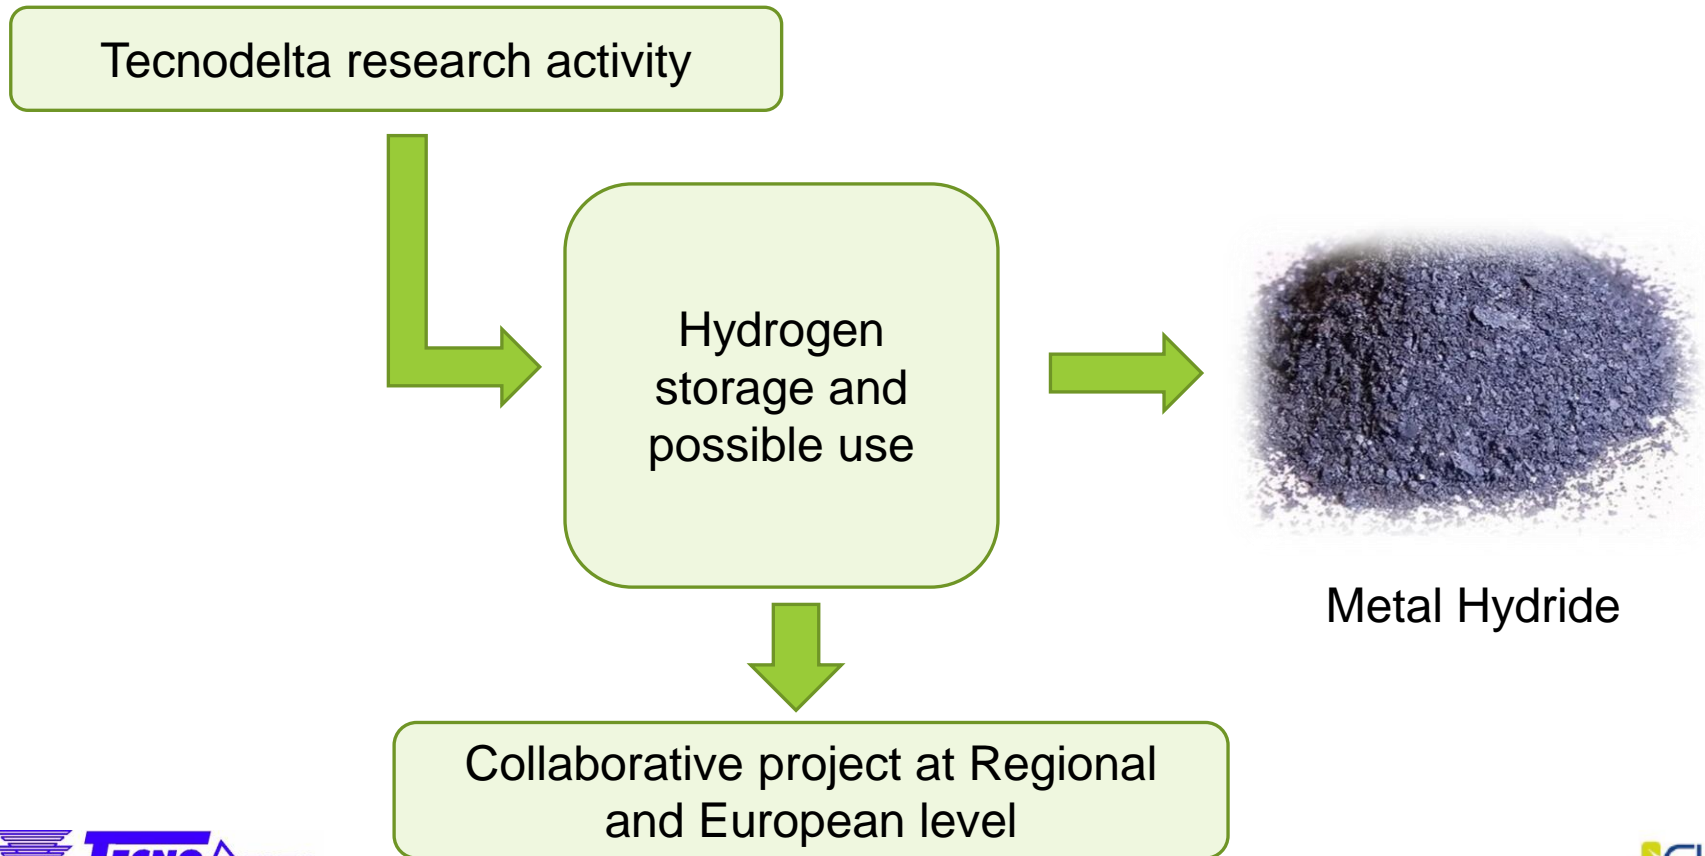 Tecnodelta research activity
Hydrogen
storage and
possible use
Metal Hydride
Collaborative project at Regional
and European level